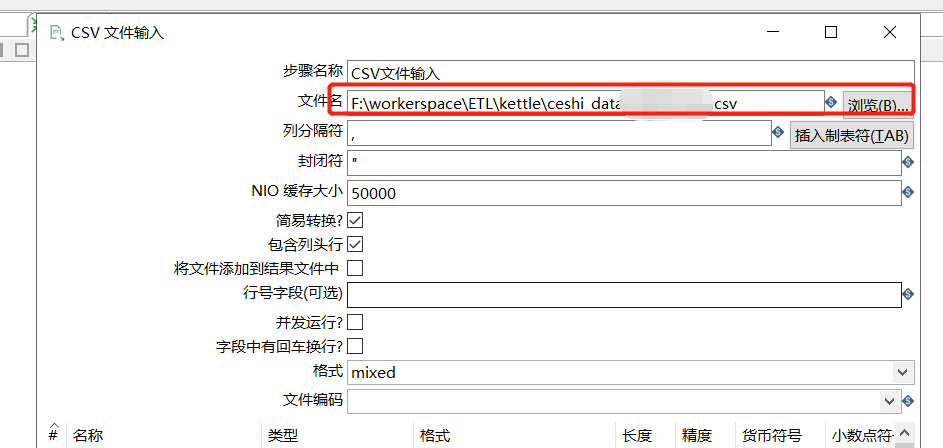 CSV 文件输入
步骤名称 CSV文件输入
文件名 F:\workerspace\ETL\kettle\ceshi_data .csv 浏览(B)...
列分隔符 , 插入制表符(TAB)
封闭符 "
NIO 缓存大小 50000
简易转换?
包含列头行?
将文件添加到结果文件中
行号字段(可选)
并发运行?
字段中有回车换行?
格式 mixed
文件编码
# 名称 类型 格式 长度 精度 货币符号 小数点符